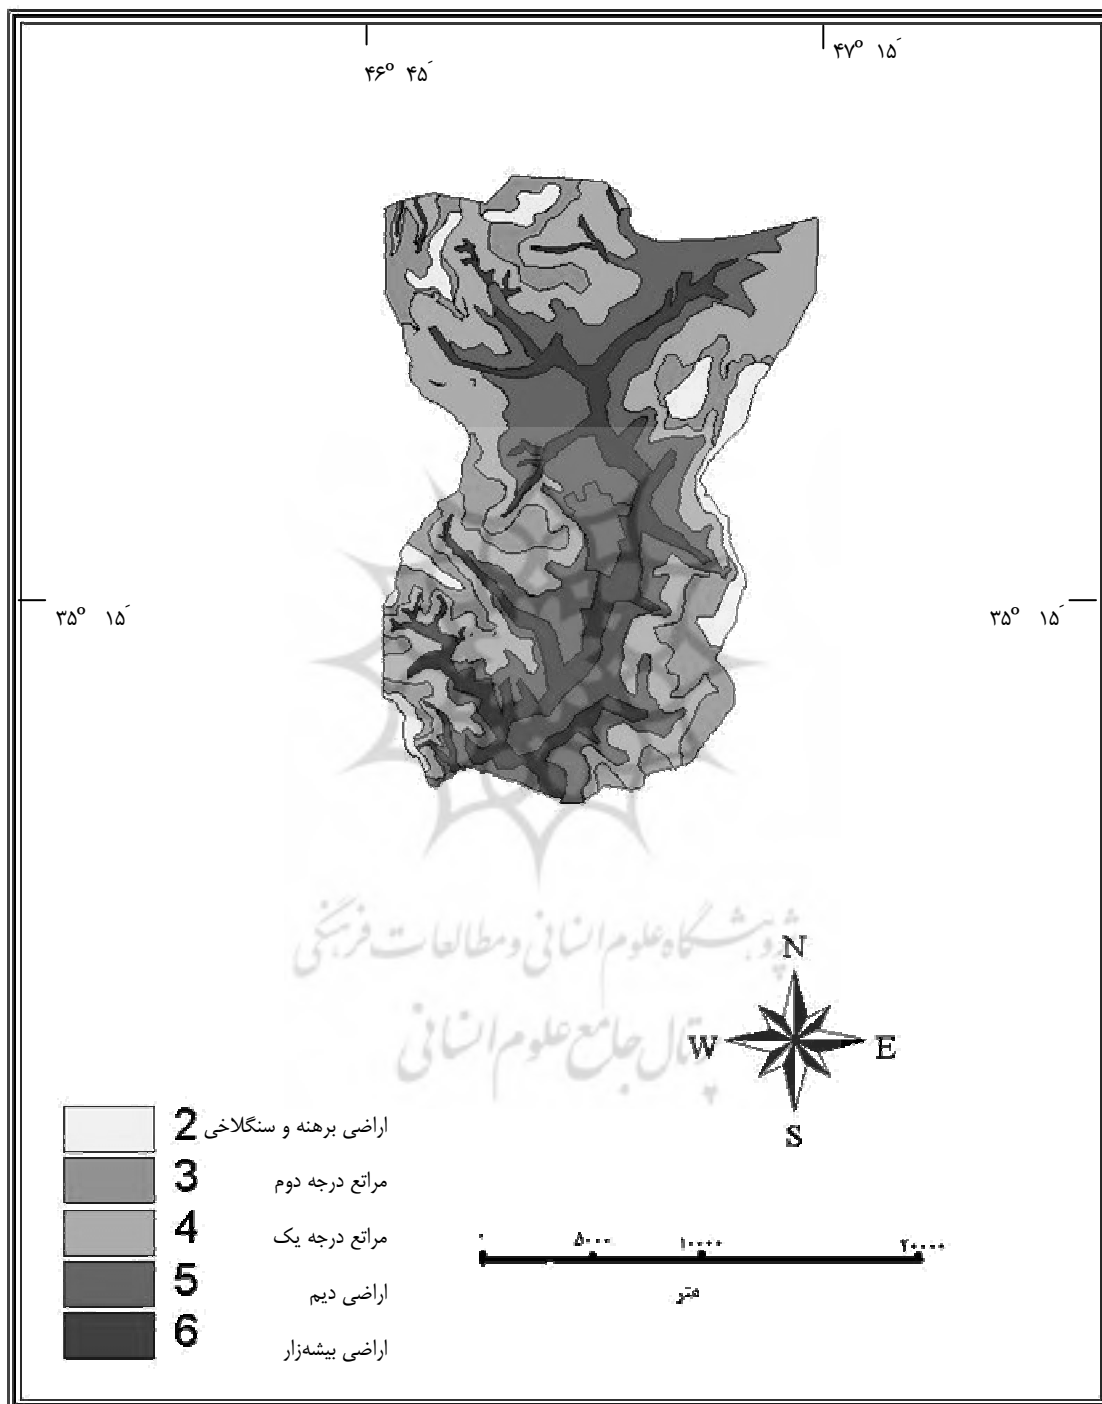 ۴۷° ۱۵´
۴۶° ۴۵´
۳۵° ۱۵´
۳۵° ۱۵´
پژوهشگاه علوم انسانی و مطالعات فرهنگی
پرتال جامع علوم انسانی
N
W E
S
2 اراضی برهنه و سنگلاخی
3 مراتع درجه دوم
4 مراتع درجه یک
5 اراضی دیم
6 اراضی بیشه‌زار
۰ ۵۰۰۰ ۱۰۰۰۰ ۲۰۰۰۰
متر